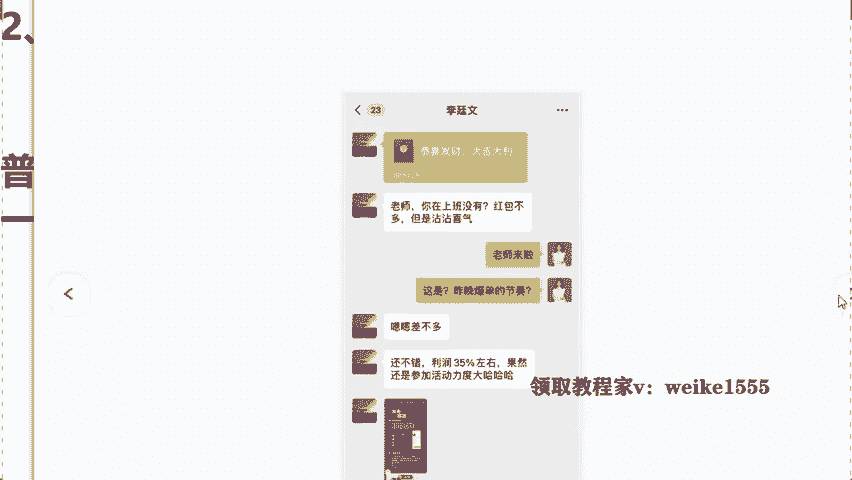 2、
普
一
23
李廷文
恭喜发财，大吉大利
老师，你在上班没有？红包不
多，但是沾沾喜气
老师来啦
这是？昨晚爆单的节奏？
嗯嗯差不多
还不错，利润35%左右，果然
还是参加活动力度大哈哈哈
领取教程家v：weike1555